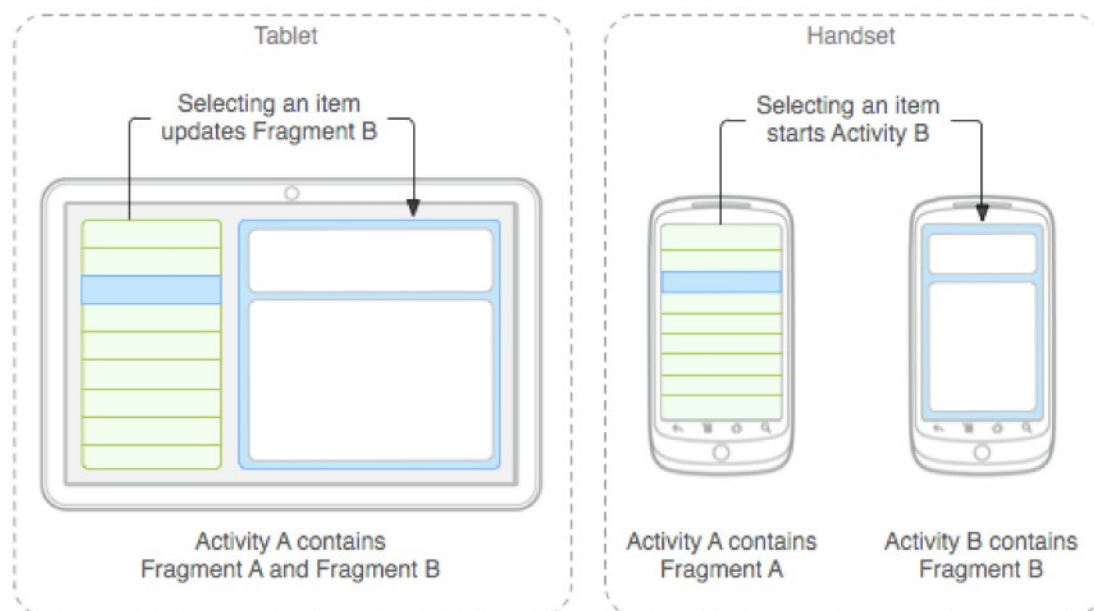 Tablet
Selecting an item
updates Fragment B
Activity A contains
Fragment A and Fragment B
Handset
Selecting an item
starts Activity B
Activity A contains
Fragment A
Activity B contains
Fragment B